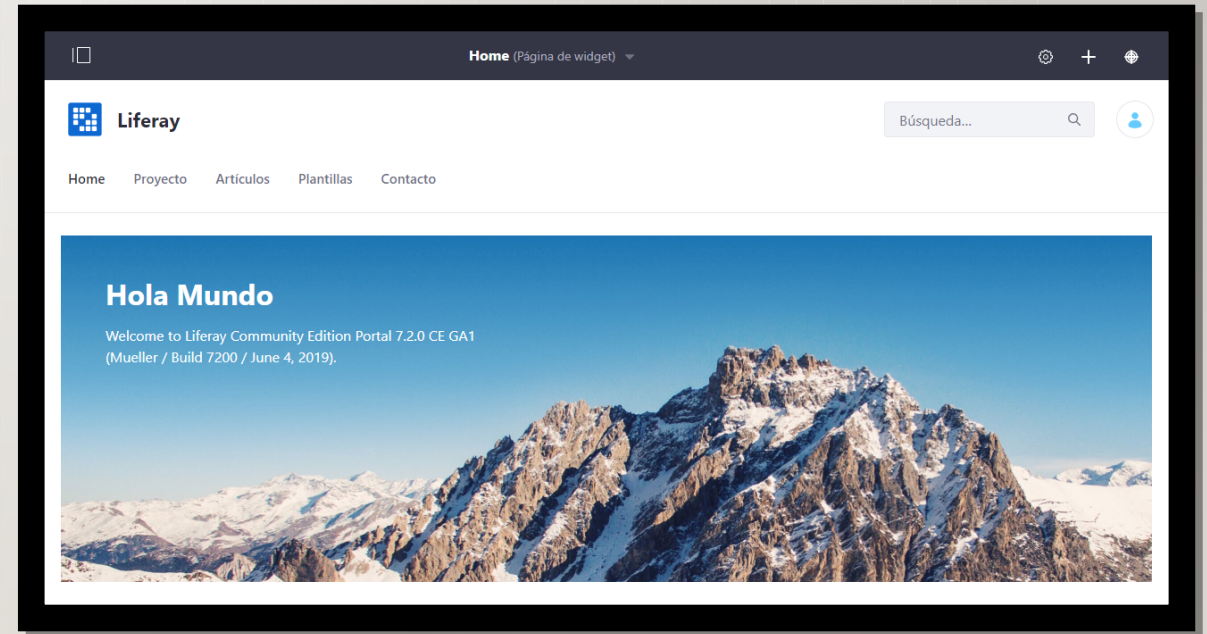 Home (Página de widget)
Liferay
Búsqueda...
Home Proyecto Artículos Plantillas Contacto
Hola Mundo
Welcome to Liferay Community Edition Portal 7.2.0 CE GA1
(Mueller / Build 7200 / June 4, 2019).